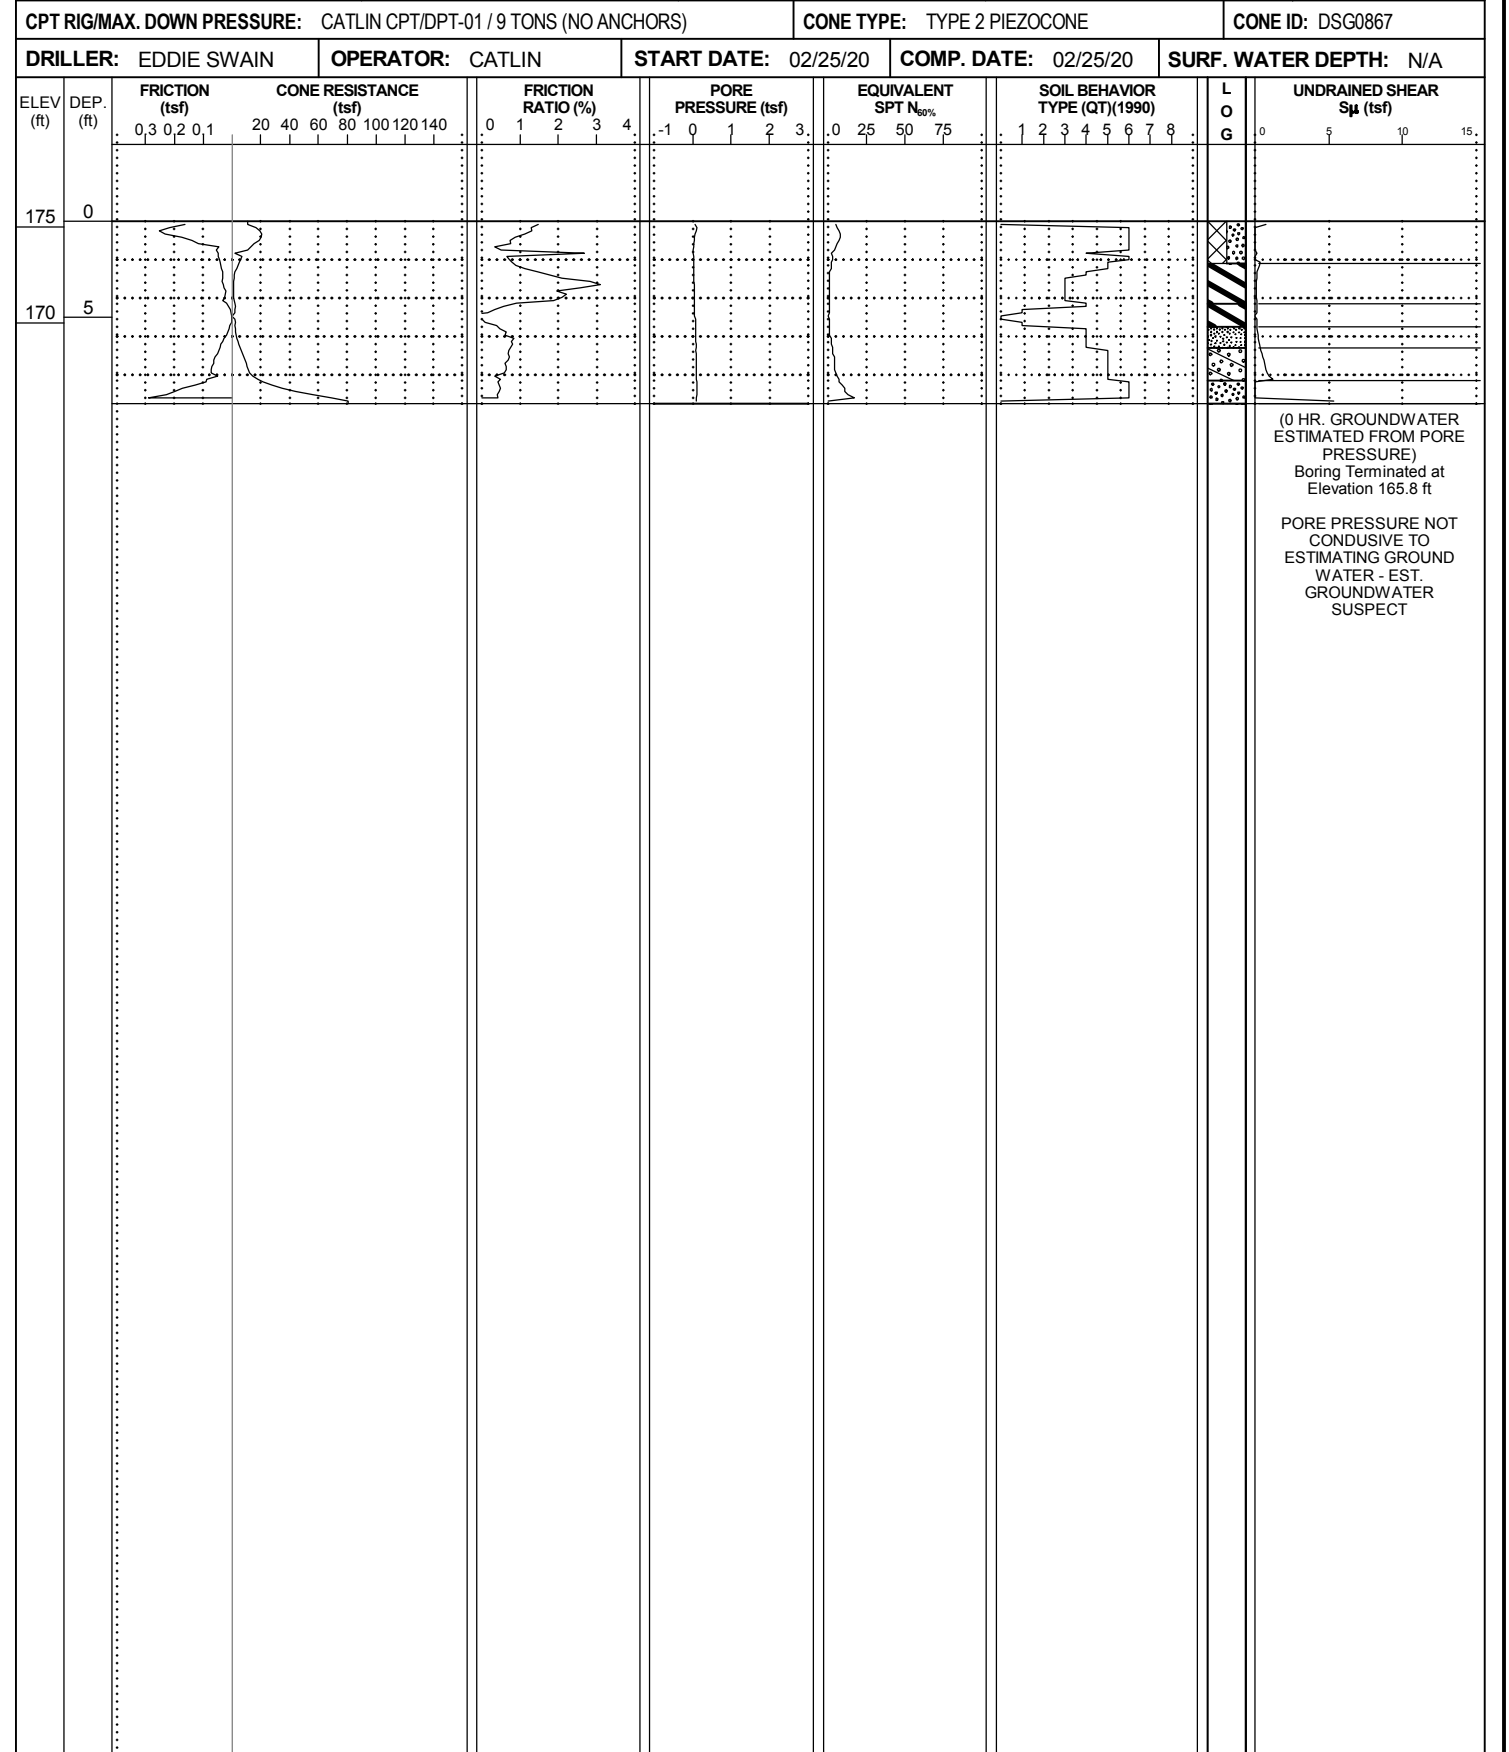 CPT RIG/MAX. DOWN PRESSURE: CATLIN CPT/DPT-01 / 9 TONS (NO ANCHORS) CONE TYPE: TYPE 2 PIEZOCONE CONE ID: DSG0867
DRILLER: EDDIE SWAIN OPERATOR: CATLIN START DATE: 02/25/20 COMP. DATE: 02/25/20 SURF. WATER DEPTH: N/A
ELEV (ft)
DEP. (ft)
FRICTION (tsf)
0.3 0.2 0.1
CONE RESISTANCE (tsf)
20 40 60 80 100 120 140
FRICTION RATIO (%)
0 1 2 3 4
PORE PRESSURE (tsf)
-1 0 1 2 3
EQUIVALENT SPT N60%
0 25 50 75
SOIL BEHAVIOR TYPE (QT)(1990)
1 2 3 4 5 6 7 8
L
O
G
UNDRAINED SHEAR
Sμ (tsf)
0 5 10 15
175 0
170 5
(0 HR. GROUNDWATER
ESTIMATED FROM PORE
PRESSURE)
Boring Terminated at
Elevation 165.8 ft
PORE PRESSURE NOT
CONDUSIVE TO
ESTIMATING GROUND
WATER - EST.
GROUNDWATER
SUSPECT